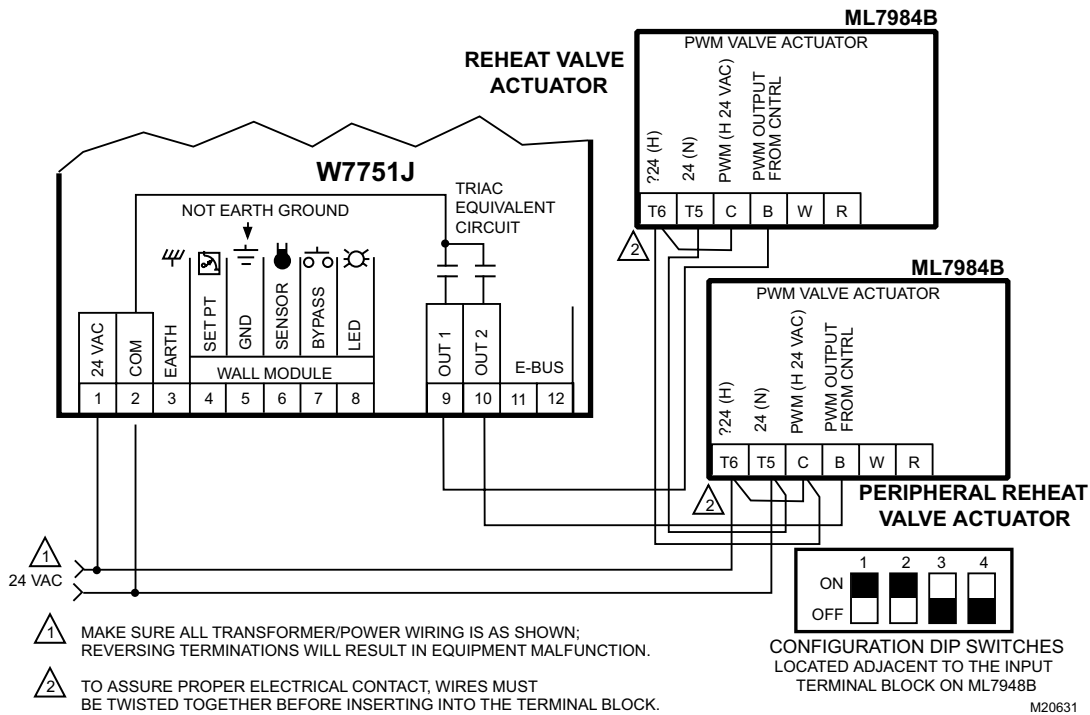 ML7984B
PWM VALVE ACTUATOR
REHEAT VALVE
ACTUATOR
?24 (H)
24 (N)
PWM (H 24 VAC)
PWM OUTPUT
FROM CNTRL
T6 T5 C B W R
2
W7751J
TRIAC
EQUIVALENT
CIRCUIT
NOT EARTH GROUND
24 VAC
COM
EARTH
SET PT
GND
SENSOR
BYPASS
LED
WALL MODULE
OUT 1
OUT 2
E-BUS
1 2 3 4 5 6 7 8 9 10 11 12
ML7984B
PWM VALVE ACTUATOR
?24 (H)
24 (N)
PWM (H 24 VAC)
PWM OUTPUT
FROM CNTRL
T6 T5 C B W R
2
PERIPHERAL REHEAT
VALVE ACTUATOR
1
24 VAC
1 2 3 4
ON
OFF
CONFIGURATION DIP SWITCHES
LOCATED ADJACENT TO THE INPUT
TERMINAL BLOCK ON ML7948B
1 MAKE SURE ALL TRANSFORMER/POWER WIRING IS AS SHOWN;
REVERSING TERMINATIONS WILL RESULT IN EQUIPMENT MALFUNCTION.
2 TO ASSURE PROPER ELECTRICAL CONTACT, WIRES MUST
BE TWISTED TOGETHER BEFORE INSERTING INTO THE TERMINAL BLOCK.
M20631